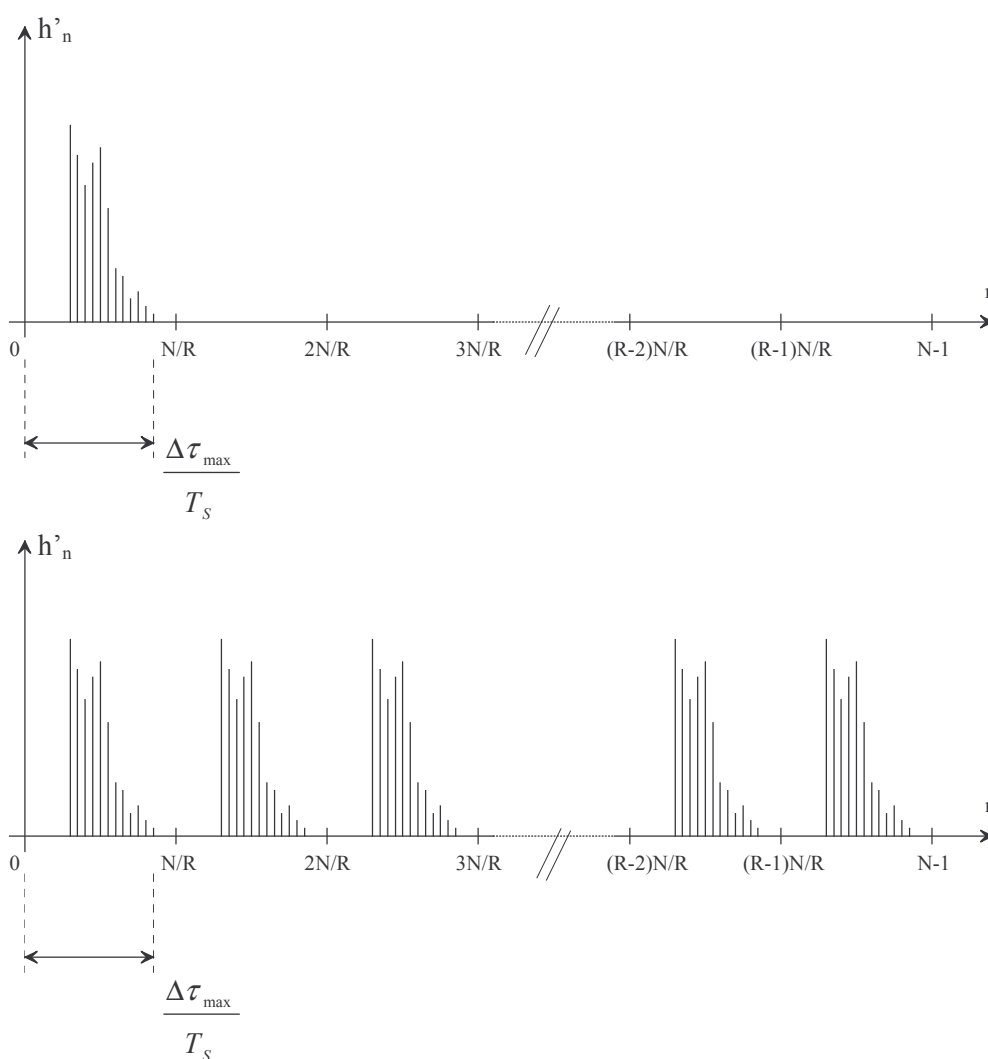 h’n
0 N/R 2N/R 3N/R (R-2)N/R (R-1)N/R N-1
Δτmax
TS
h’n
0 N/R 2N/R 3N/R (R-2)N/R (R-1)N/R N-1
Δτmax
TS